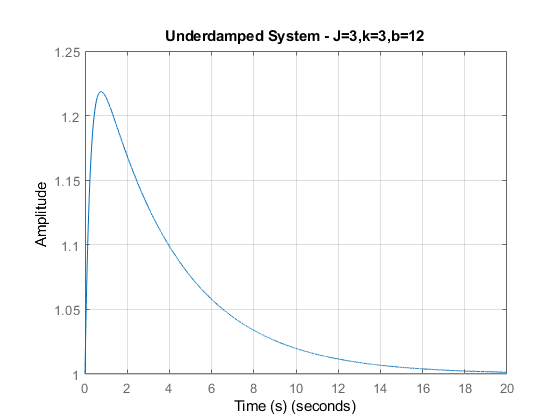 Underdamped System - J=3,k=3,b=12
1.25
1.2
1.15
1.1
1.05
1
Amplitude
0 2 4 6 8 10 12 14 16 18 20
Time (s) (seconds)